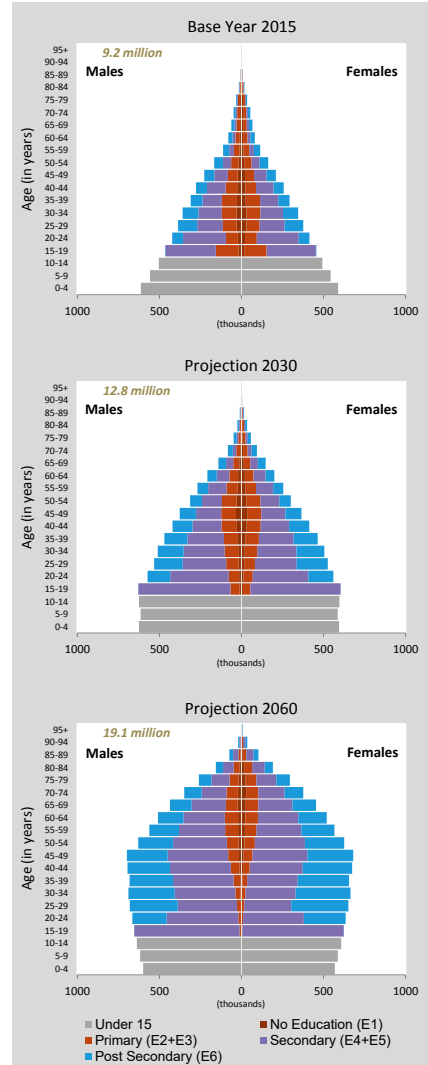 Base Year 2015
9.2 million
Males
Females
Age (in years)
95+
90-94
85-89
80-84
75-79
70-74
65-69
60-64
55-59
50-54
45-49
40-44
35-39
30-34
25-29
20-24
15-19
10-14
5-9
0-4
1000 500 0 500 1000
(thousands)
Projection 2030
12.8 million
Males
Females
Age (in years)
95+
90-94
85-89
80-84
75-79
70-74
65-69
60-64
55-59
50-54
45-49
40-44
35-39
30-34
25-29
20-24
15-19
10-14
5-9
0-4
1000 500 0 500 1000
(thousands)
Projection 2060
19.1 million
Males
Females
Age (in years)
95+
90-94
85-89
80-84
75-79
70-74
65-69
60-64
55-59
50-54
45-49
40-44
35-39
30-34
25-29
20-24
15-19
10-14
5-9
0-4
1000 500 0 500 1000
(thousands)
Under 15
No Education (E1)
Primary (E2+E3)
Secondary (E4+E5)
Post Secondary (E6)